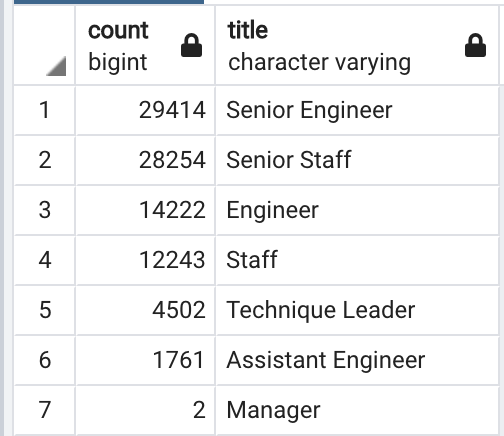 count title
bigint character varying
1 29414 Senior Engineer
2 28254 Senior Staff
3 14222 Engineer
4 12243 Staff
5 4502 Technique Leader
6 1761 Assistant Engineer
7 2 Manager